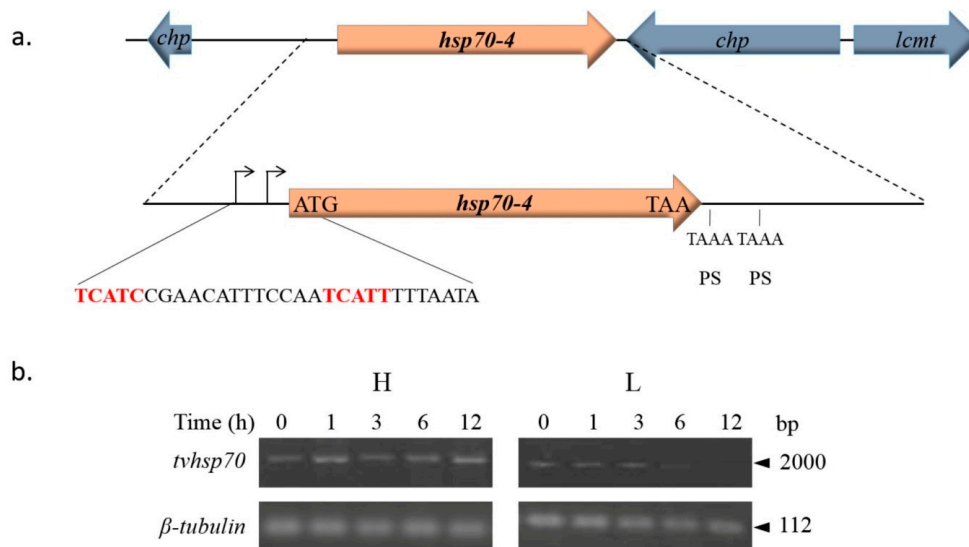 a.
chp hsp70-4 chp lcmt
ATG hsp70-4 TAA
TAAA TAAA
PS PS
TCATCCGAACATTTCCAATCATTTTTAATA
b.
H L
Time (h) 0 1 3 6 12 0 1 3 6 12 bp
tvhsp70 2000
β-tubulin 112